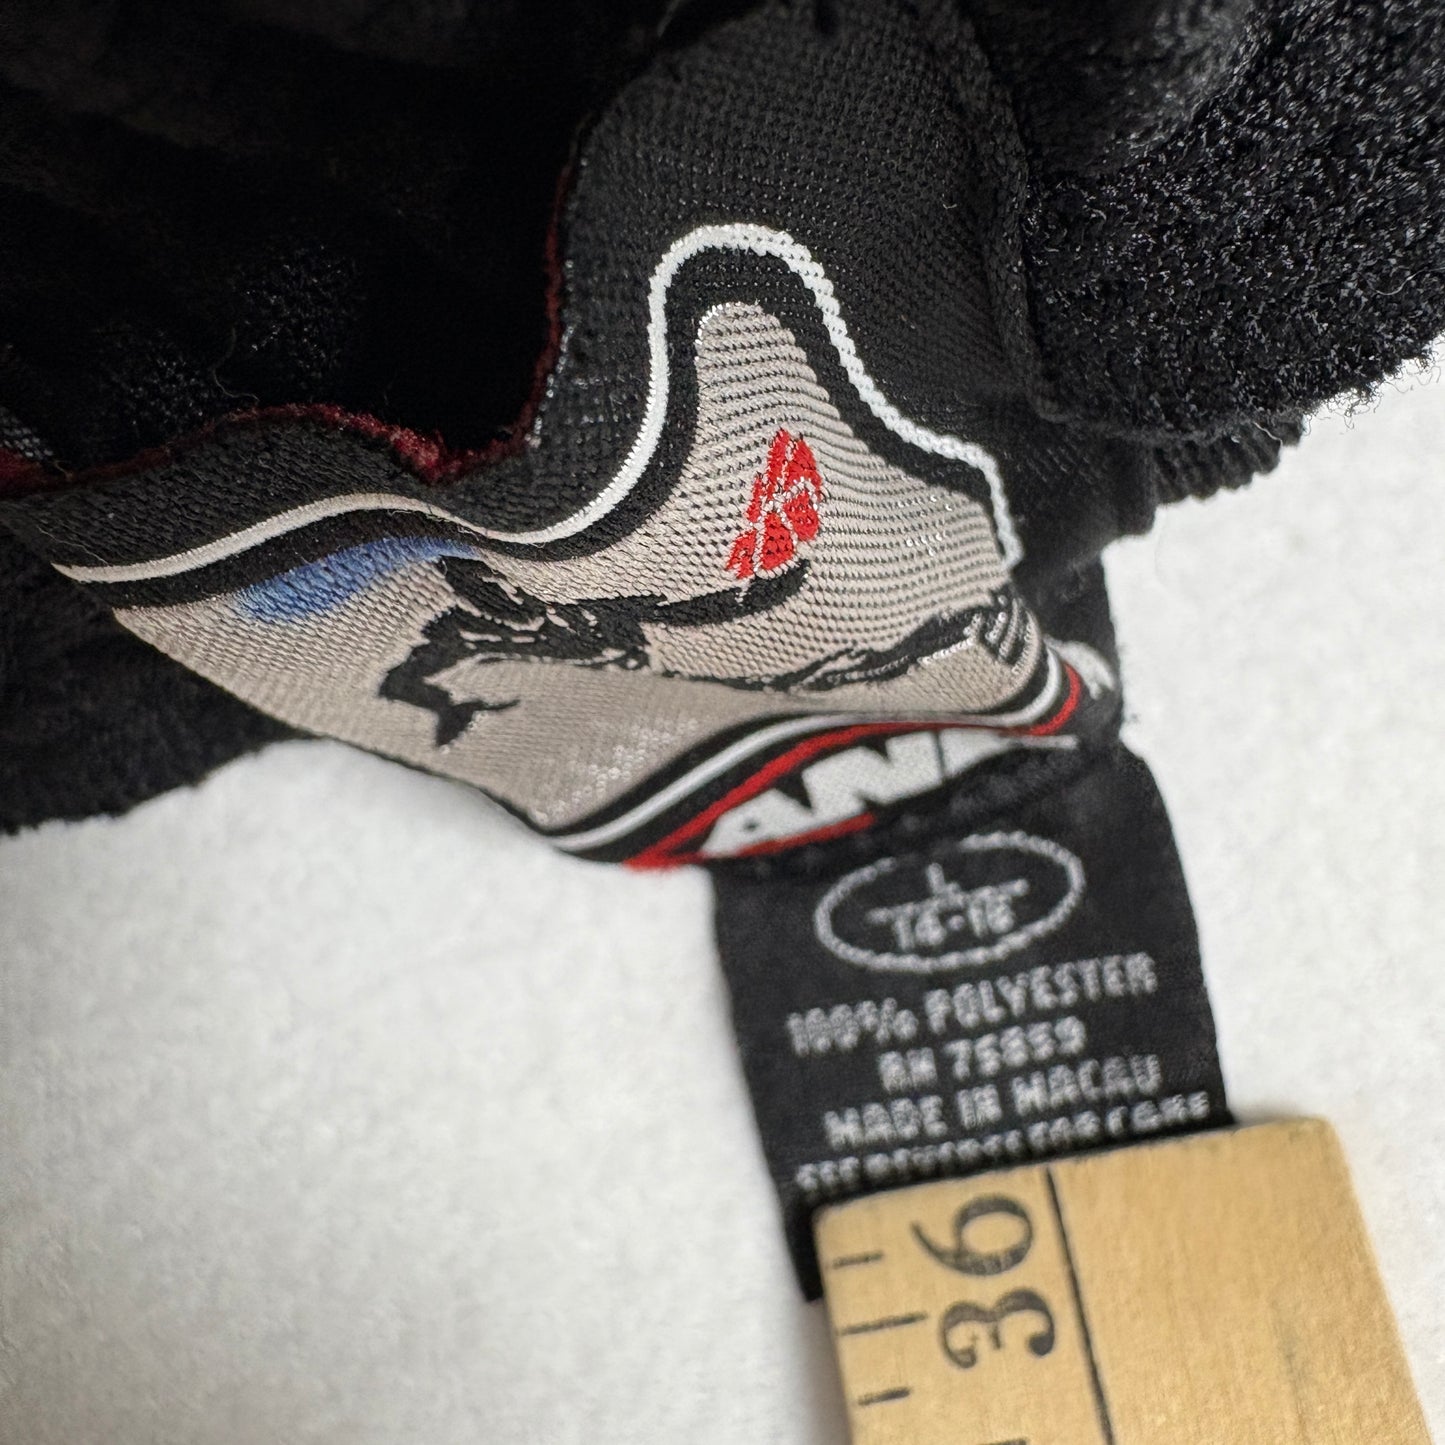 AND
L
14-16
100% POLYESTER
RN 75859
MADE IN MACAU
36